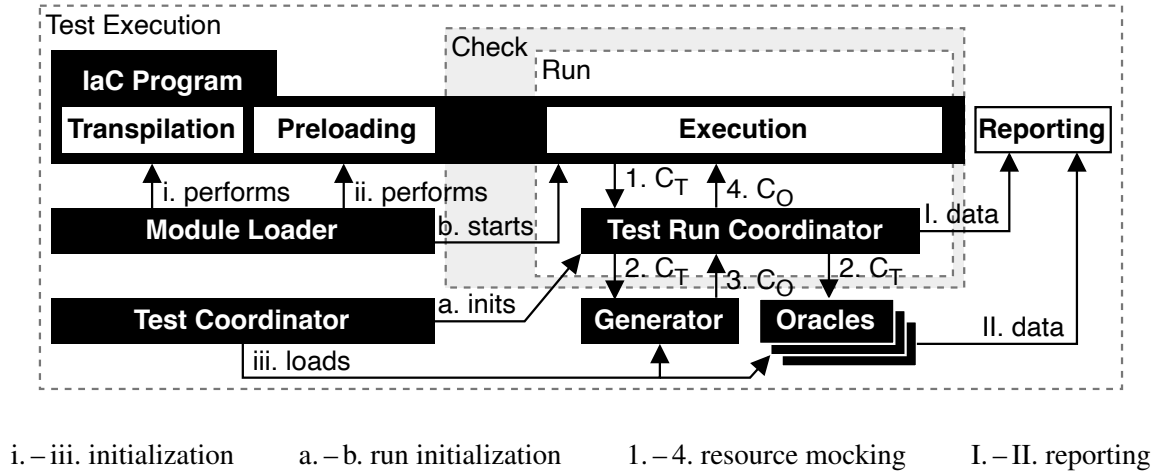 Test Execution
Check
Run
IaC Program
Transpilation
Preloading
Execution
Reporting
i. performs
ii. performs
1. C_T
4. C_O
Module Loader
b. starts
Test Run Coordinator
I. data
2. C_T
3. C_O
2. C_T
Test Coordinator
a. inits
Generator
Oracles
II. data
iii. loads
i. – iii. initialization a. – b. run initialization 1. – 4. resource mocking I. – II. reporting